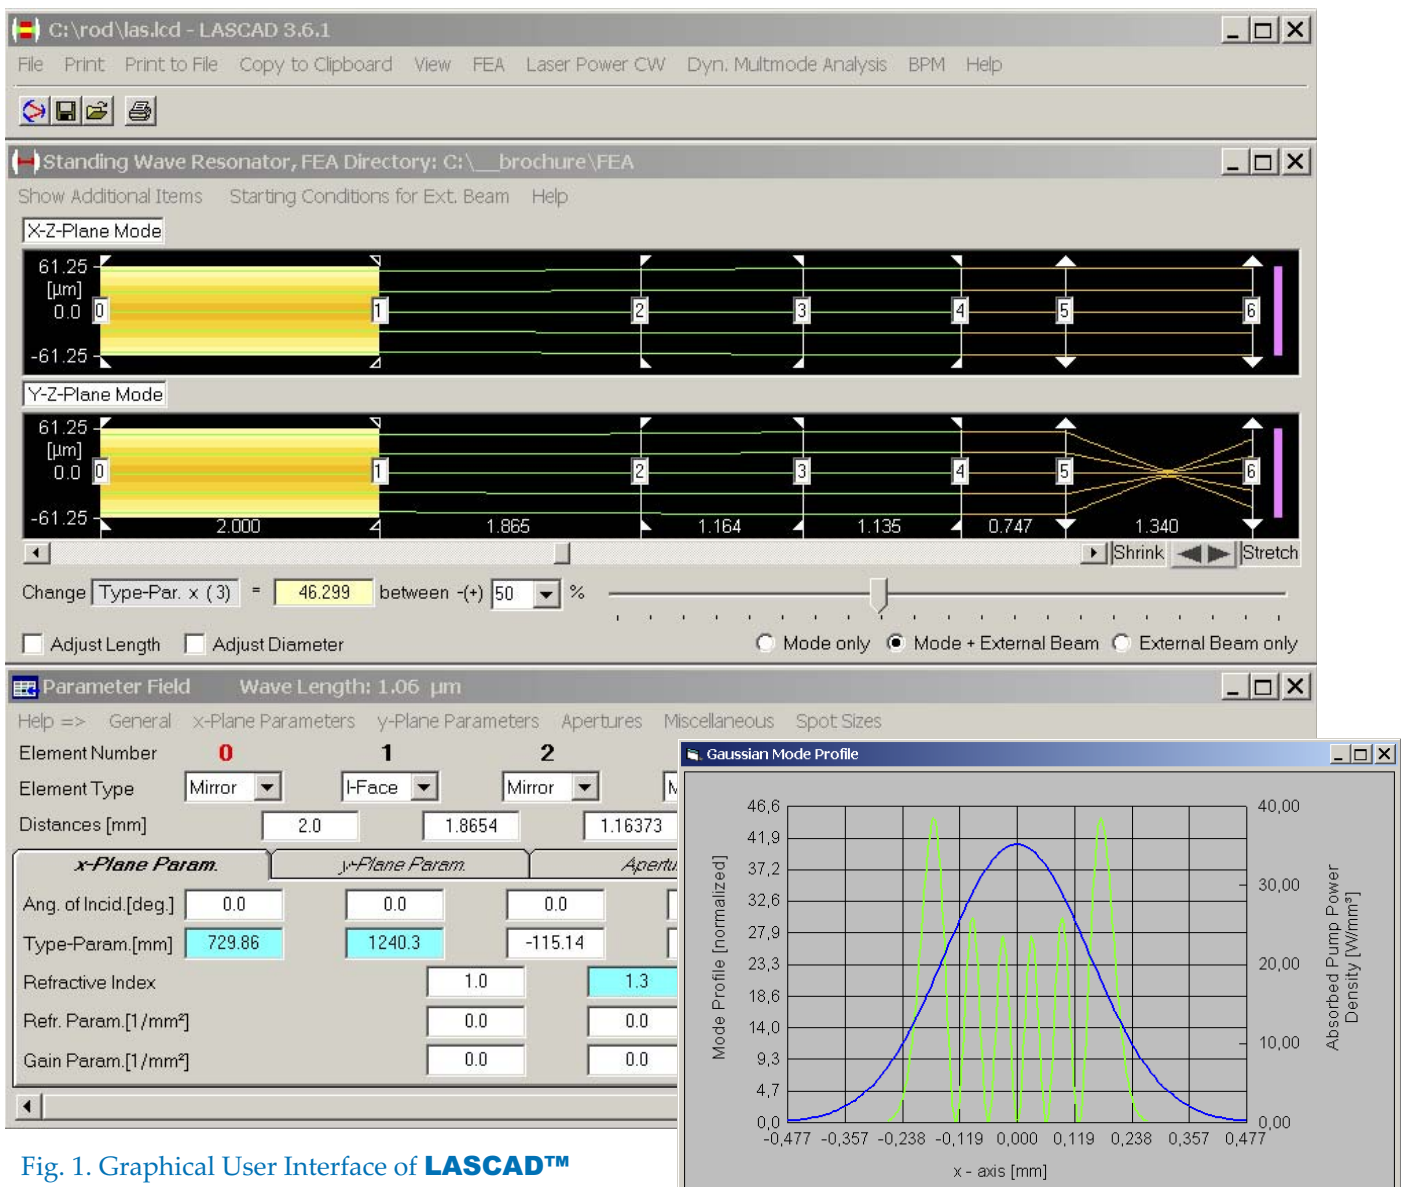 C:\rod\las.lcd - LASCAD 3.6.1
File Print Print to File Copy to Clipboard View FEA Laser Power CW Dyn. Multmode Analysis BPM Help
Standing Wave Resonator, FEA Directory: C:\__brochure\FEA
Show Additional Items Starting Conditions for Ext. Beam Help
X-Z-Plane Mode
61.25
[µm]
0.0 0 1 2 3 4 5 6
-61.25
Y-Z-Plane Mode
61.25
[µm]
0.0 0 1 2 3 4 5 6
-61.25 2.000 1.865 1.164 1.135 0.747 1.340
Shrink Stretch
Change Type-Par. x ( 3) = 46.299 between -(+) 50 %
Adjust Length Adjust Diameter Mode only Mode + External Beam External Beam only
Parameter Field Wave Length: 1.06 µm
Help => General x-Plane Parameters y-Plane Parameters Apertures Miscellaneous Spot Sizes
Element Number 0 1 2
Element Type Mirror I-Face Mirror
Distances [mm] 2.0 1.8654 1.16373
x-Plane Param. y-Plane Param. Apertu
Ang. of Incid.[deg.] 0.0 0.0 0.0
Type-Param.[mm] 729.86 1240.3 -115.14
Refractive Index 1.0 1.3
Refr. Param.[1/mm²] 0.0 0.0
Gain Param.[1/mm²] 0.0 0.0
Gaussian Mode Profile
Mode Profile [normalized]
46,6
41,9
37,2
32,6
27,9
23,3
18,6
14,0
9,3
4,7
0,0
40,00
30,00
20,00
10,00
0,00
Absorbed Pump Power
Density [W/mm³]
-0,477 -0,357 -0,238 -0,119 0,000 0,119 0,238 0,357 0,477
x - axis [mm]
Fig. 1. Graphical User Interface of LASCAD™